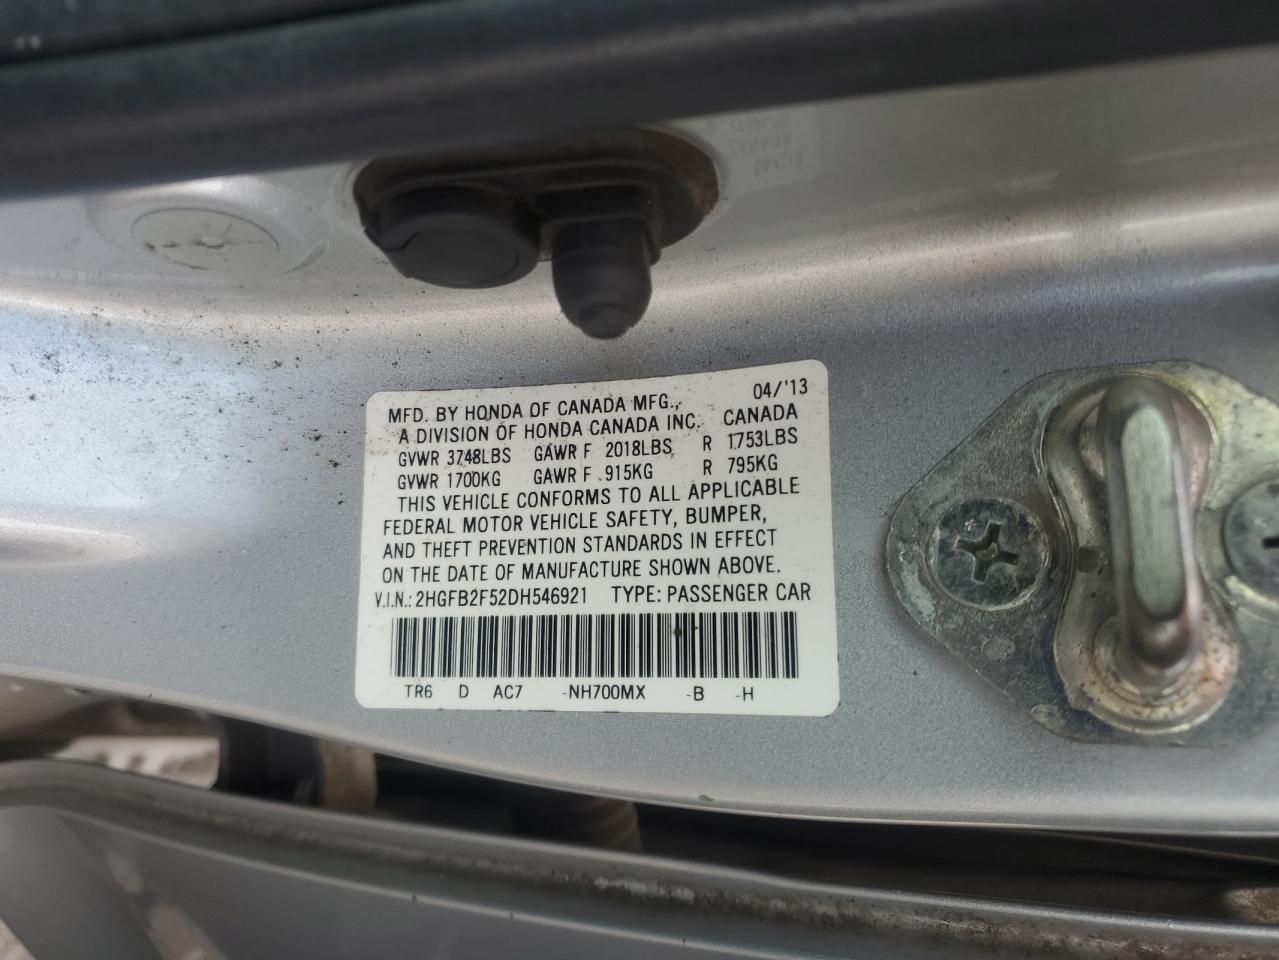 MFD. BY HONDA OF CANADA MFG., 04/'13
A DIVISION OF HONDA CANADA INC. CANADA
GVWR 3748LBS GAWR F 2018LBS R 1753LBS
GVWR 1700KG GAWR F 915KG R 795KG
THIS VEHICLE CONFORMS TO ALL APPLICABLE
FEDERAL MOTOR VEHICLE SAFETY, BUMPER,
AND THEFT PREVENTION STANDARDS IN EFFECT
ON THE DATE OF MANUFACTURE SHOWN ABOVE.
V.I.N.: 2HGFB2F52DH546921 TYPE: PASSENGER CAR
TR6 D AC7 -NH700MX -B -H